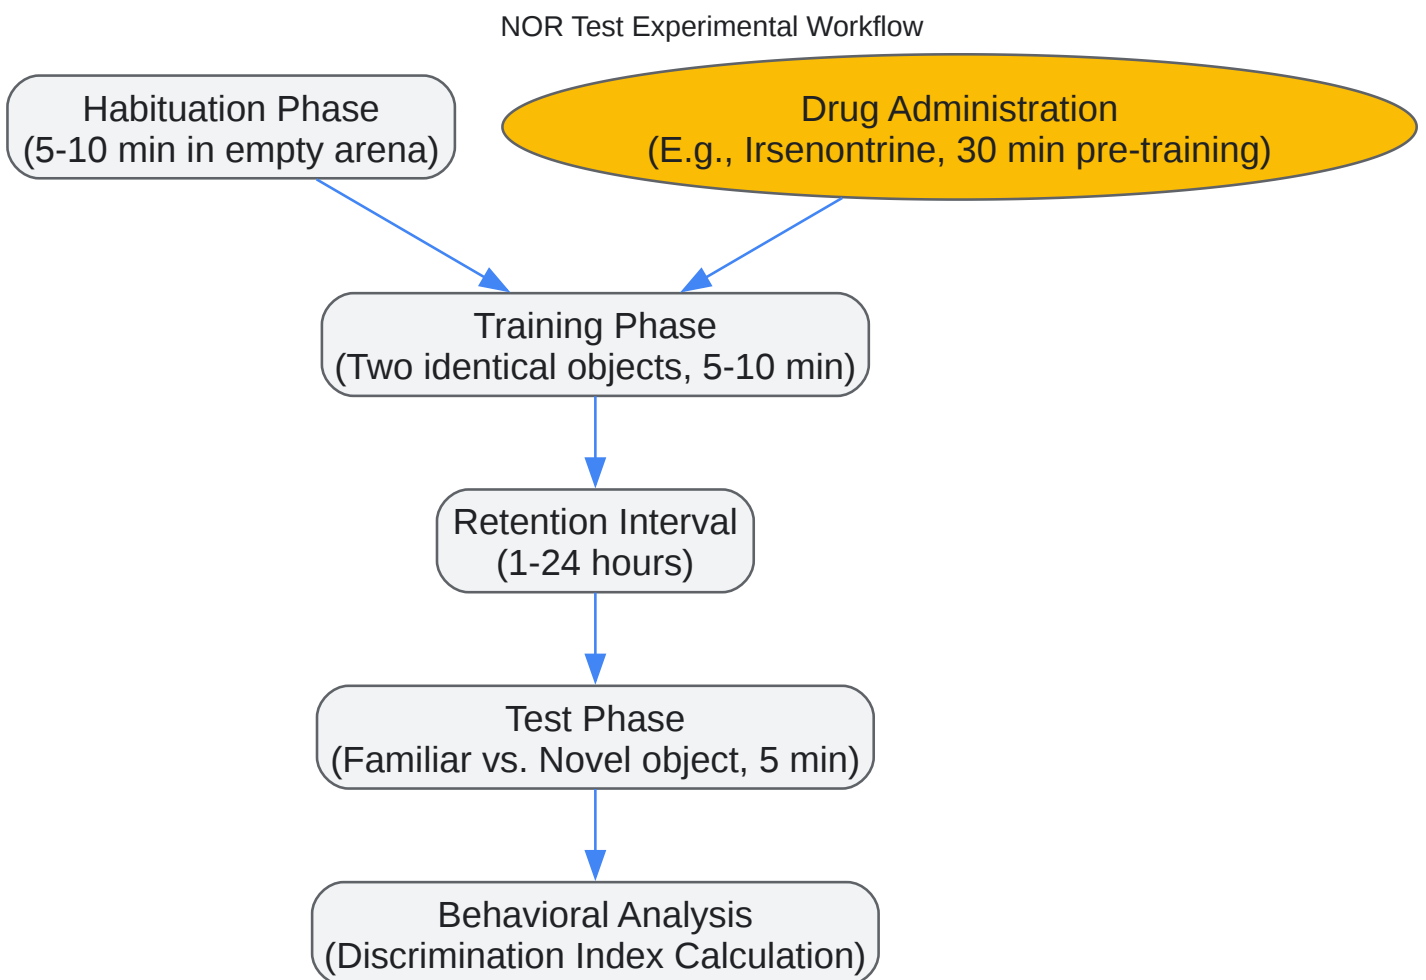 NOR Test Experimental Workflow
Habituation Phase
(5-10 min in empty arena)
Drug Administration
(E.g., Irsenontrine, 30 min pre-training)
Training Phase
(Two identical objects, 5-10 min)
Retention Interval
(1-24 hours)
Test Phase
(Familiar vs. Novel object, 5 min)
Behavioral Analysis
(Discrimination Index Calculation)